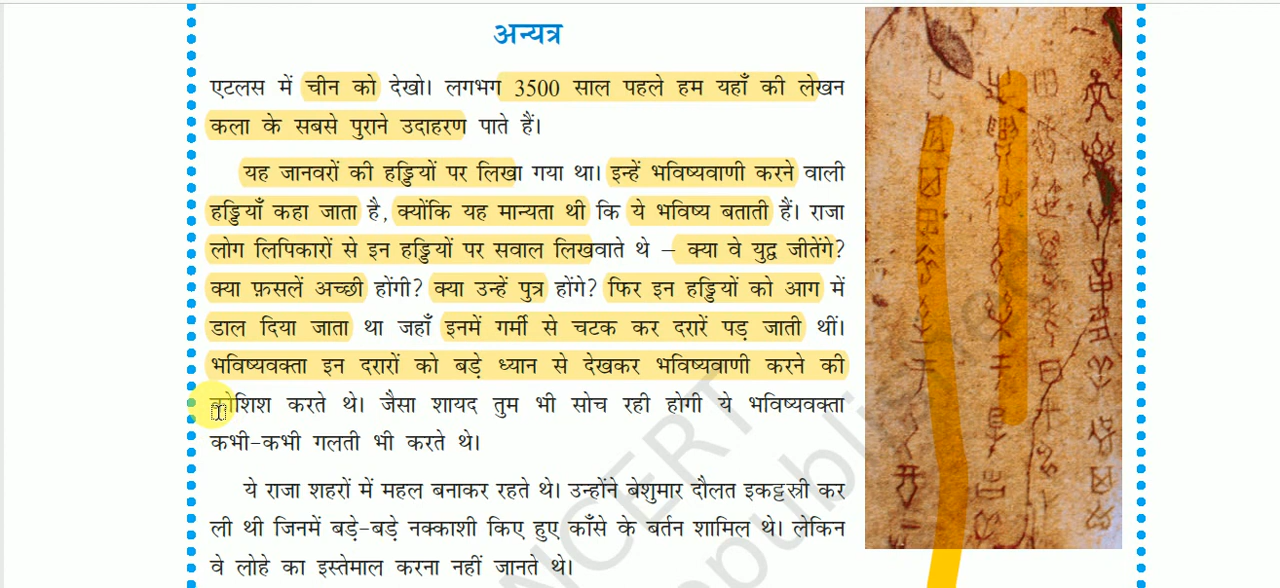 अन्यत्र
एटलस में चीन को देखो। लगभग 3500 साल पहले हम यहाँ की लेखन
कला के सबसे पुराने उदाहरण पाते हैं।
यह जानवरों की हड्डियों पर लिखा गया था। इन्हें भविष्यवाणी करने वाली
हड्डियाँ कहा जाता है, क्योंकि यह मान्यता थी कि ये भविष्य बताती हैं। राजा
लोग लिपिकारों से इन हड्डियों पर सवाल लिखवाते थे – क्या वे युद्ध जीतेंगे?
क्या फ़सलें अच्छी होंगी? क्या उन्हें पुत्र होंगे? फिर इन हड्डियों को आग में
डाल दिया जाता था जहाँ इनमें गर्मी से चटक कर दरारें पड़ जाती थीं।
भविष्यवक्ता इन दरारों को बड़े ध्यान से देखकर भविष्यवाणी करने की
कोशिश करते थे। जैसा शायद तुम भी सोच रही होगी ये भविष्यवक्ता
कभी-कभी गलती भी करते थे।
ये राजा शहरों में महल बनाकर रहते थे। उन्होंने बेशुमार दौलत इकट्ठी कर
ली थी जिनमें बड़े-बड़े नक्काशी किए हुए काँसे के बर्तन शामिल थे। लेकिन
वे लोहे का इस्तेमाल करना नहीं जानते थे।
NCERT
republi